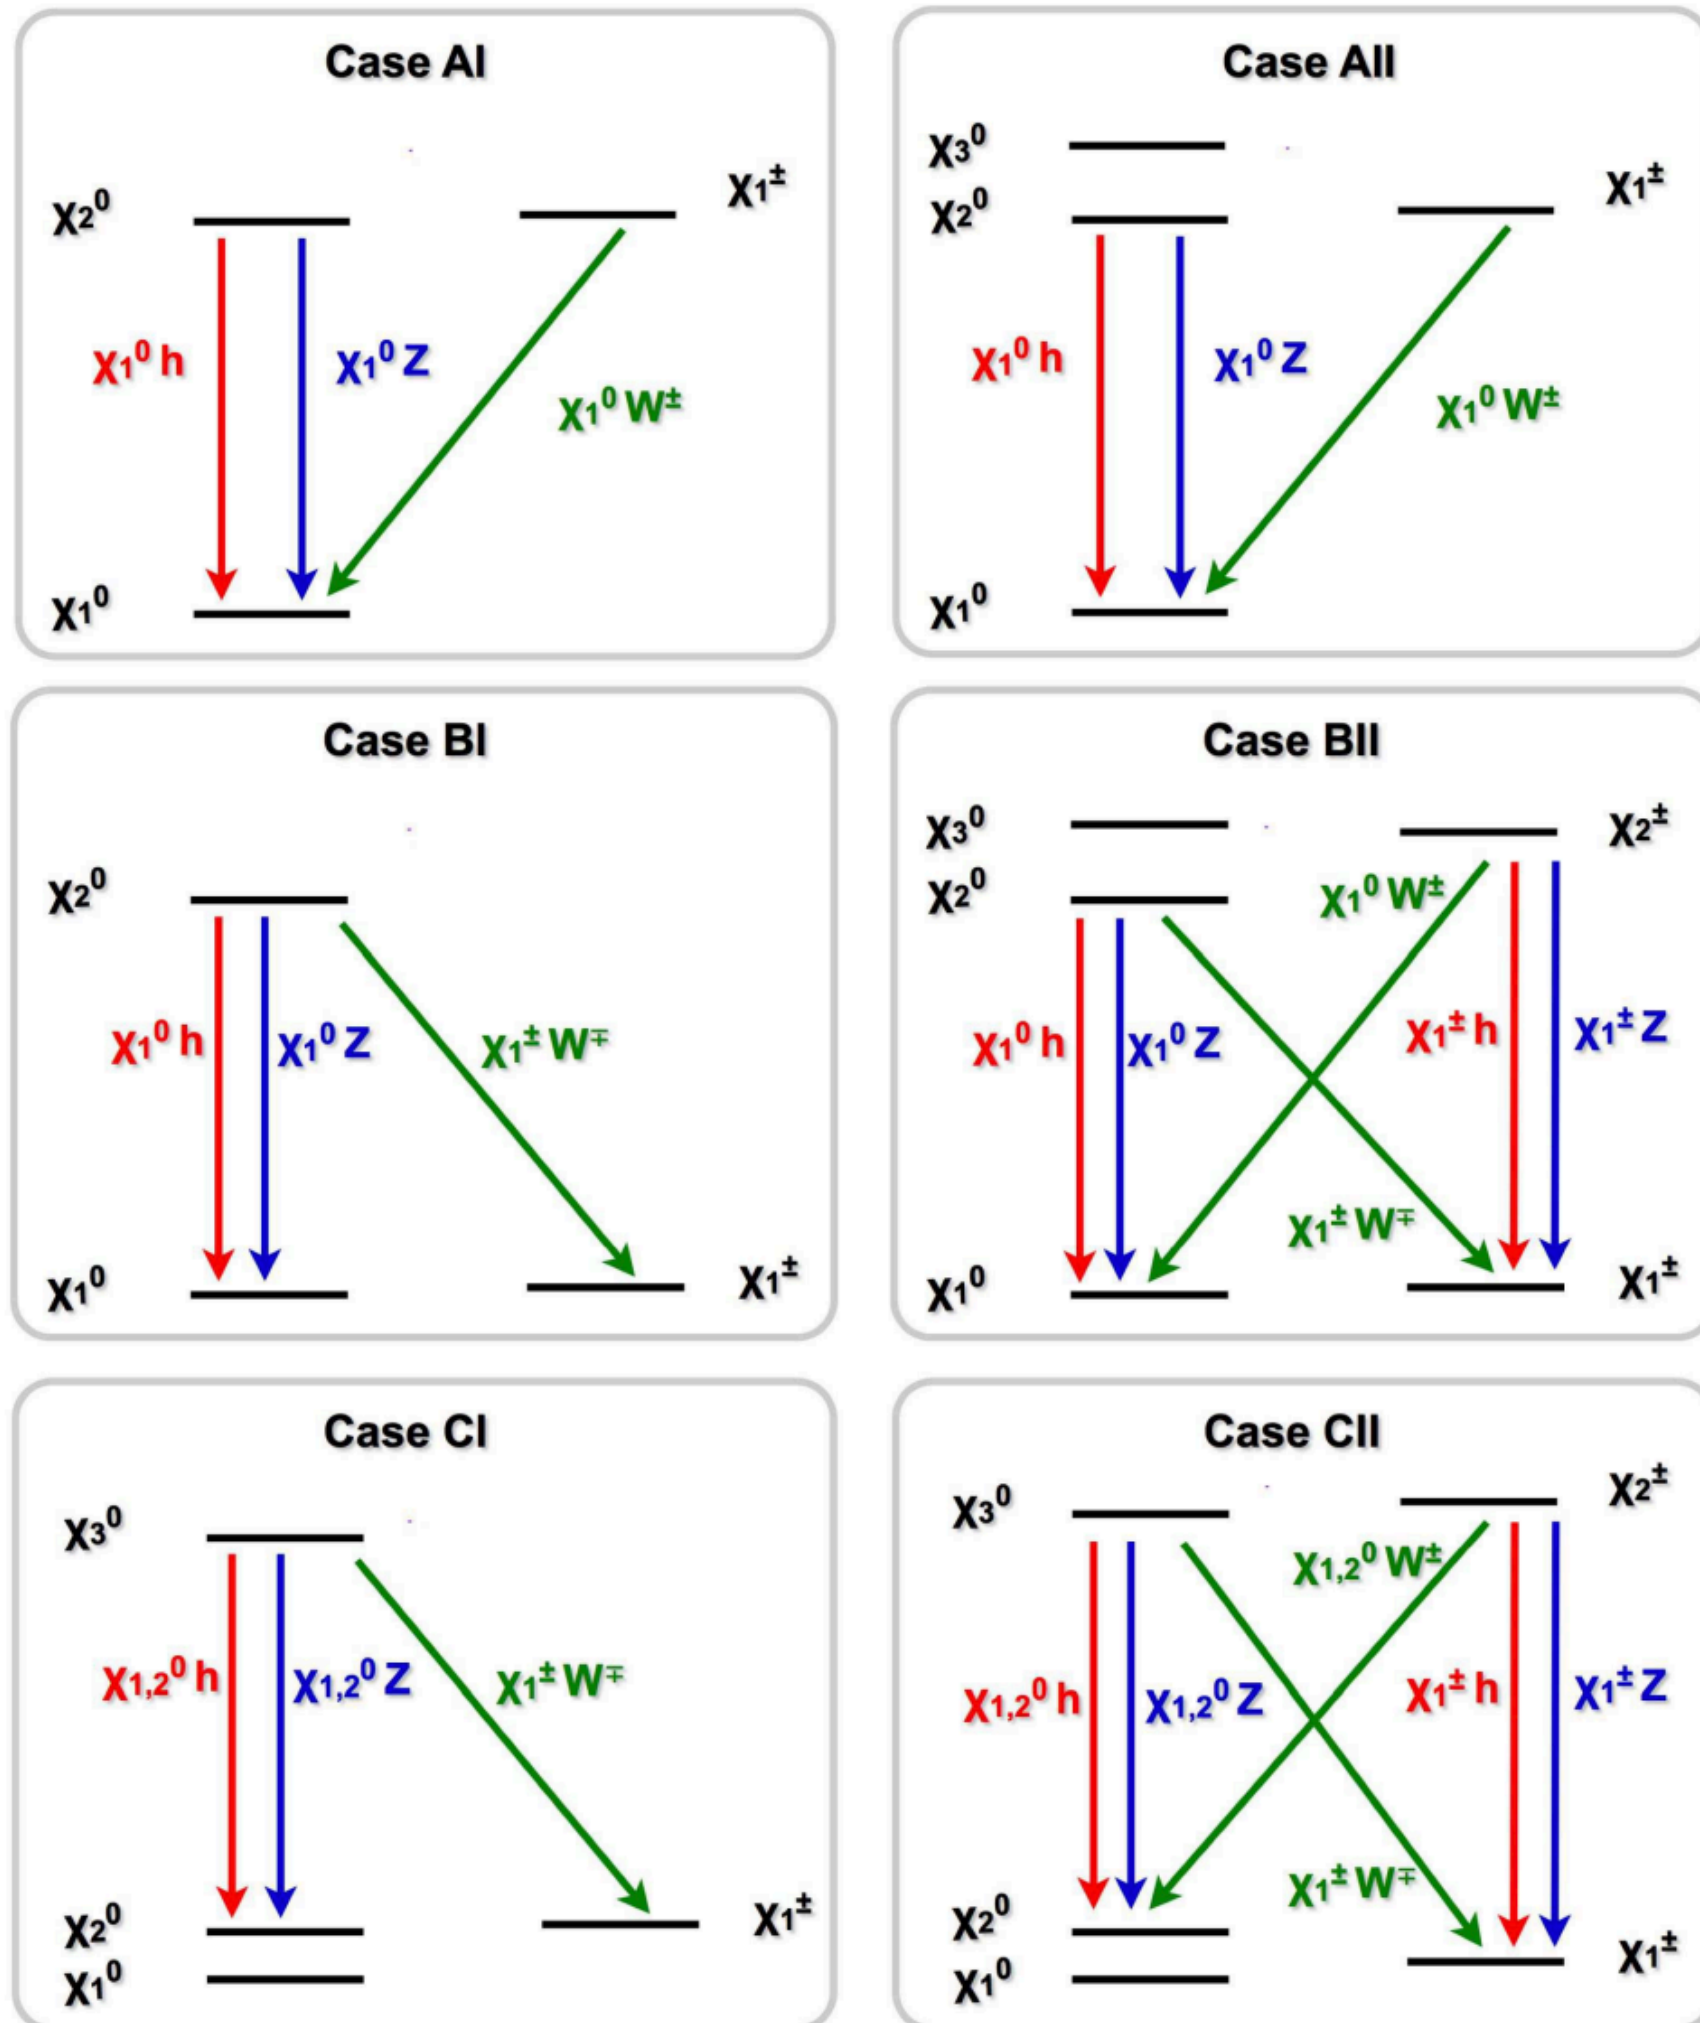 Case AI
χ2⁰
χ1±
χ1⁰ h
χ1⁰ Z
χ1⁰ W±
χ1⁰
Case AII
χ3⁰
χ2⁰
χ1±
χ1⁰ h
χ1⁰ Z
χ1⁰ W±
χ1⁰
Case BI
χ2⁰
χ1⁰ h
χ1⁰ Z
χ1± W∓
χ1⁰
χ1±
Case BII
χ3⁰
χ2±
χ2⁰
χ1⁰ W±
χ1⁰ h
χ1⁰ Z
χ1± h
χ1± Z
χ1± W∓
χ1⁰
χ1±
Case CI
χ3⁰
χ1,2⁰ h
χ1,2⁰ Z
χ1± W∓
χ2⁰
χ1±
χ1⁰
Case CII
χ3⁰
χ2±
χ1,2⁰ W±
χ1,2⁰ h
χ1,2⁰ Z
χ1± h
χ1± Z
χ1± W∓
χ2⁰
χ1±
χ1⁰